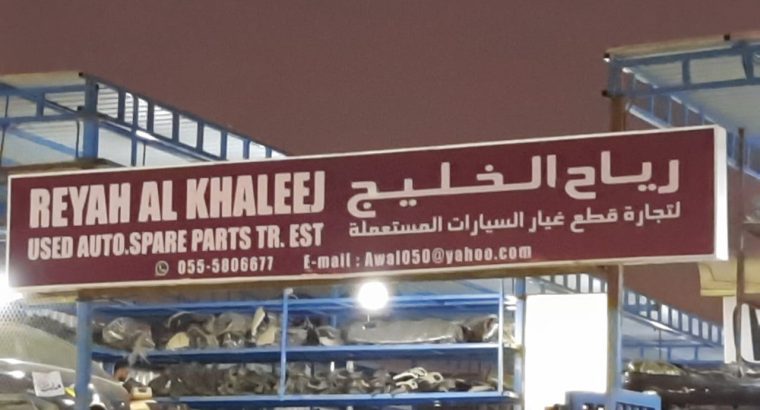 REYAH AL KHALEEJ
رياح الخليج
USED AUTO.SPARE PARTS TR. EST
لتجارة قطع غيار السيارات المستعملة
055-5806677 E-mail : Awal050@yahoo.com